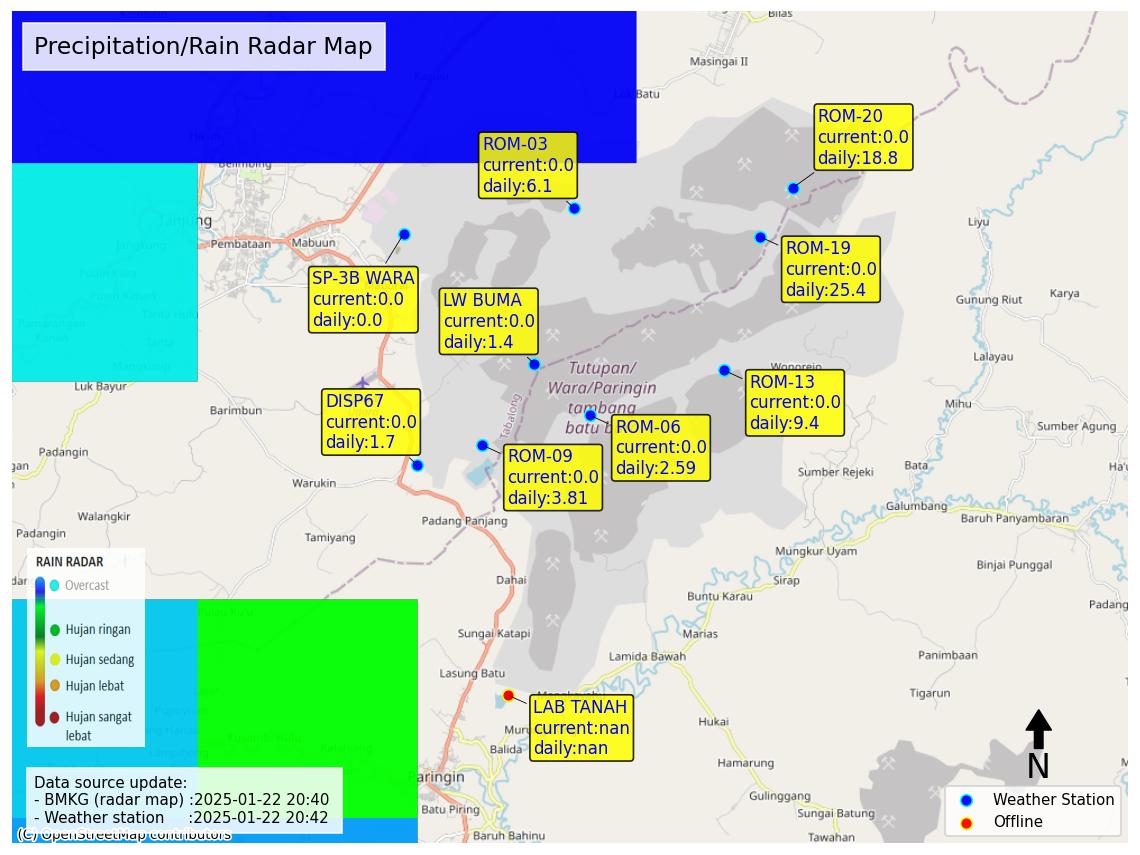 Precipitation/Rain Radar Map
Bilas
Masingai II
Luk Batu
Kapuai
Belimbing
ROM-03
current:0.0
daily:6.1
ROM-20
current:0.0
daily:18.8
Tanjung
Jangkung
Pembataan
Mabuun
Liyu
SP-3B WARA
current:0.0
daily:0.0
LW BUMA
current:0.0
daily:1.4
ROM-19
current:0.0
daily:25.4
Gunung Riut
Karya
Tanta Hulu
Tanta
Mangkusip
Luk Bayur
Lalayau
Wonorejo
Tutupan/
Wara/Paringin
tambang
Tabalong
ROM-13
current:0.0
daily:9.4
DISP67
current:0.0
daily:1.7
Barimbun
Mihu
ROM-06
current:0.0
daily:2.59
Sumber Agung
Padangin
ROM-09
current:0.0
daily:3.81
Bata
Sumber Rejeki
Warukin
Galumbang
Baruh Panyambaran
Walangkir
Padangin
Padang Panjang
Tamiyang
Mungkur Uyam
Binjai Punggal
RAIN RADAR
Overcast
Hujan ringan
Hujan sedang
Hujan lebat
Hujan sangat
lebat
Dahai
Sirap
Buntu Karau
Padang
Sungai Katapi
Marias
Lamida Bawah
Panimbaan
Lasung Batu
Tigarun
LAB TANAH
current:nan
daily:nan
Hukai
Balida
Hamarung
N
Paringin
Gulinggang
Batu Piring
Sungai Batung
Baruh Bahinu
Tawahan
Data source update:
- BMKG (radar map) :2025-01-22 20:40
- Weather station :2025-01-22 20:42
(C) OpenStreetMap contributors
Weather Station
Offline